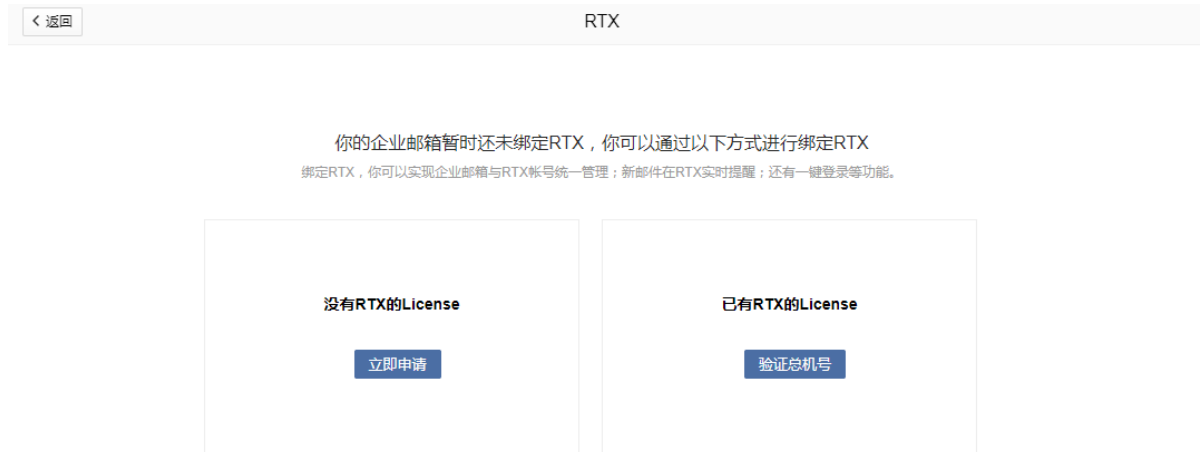 返回
RTX
你的企业邮箱暂时还未绑定RTX，你可以通过以下方式进行绑定RTX
绑定RTX，你可以实现企业邮箱与RTX帐号统一管理；新邮件在RTX实时提醒；还有一键登录等功能。
没有RTX的License
已有RTX的License
立即申请
验证总机号